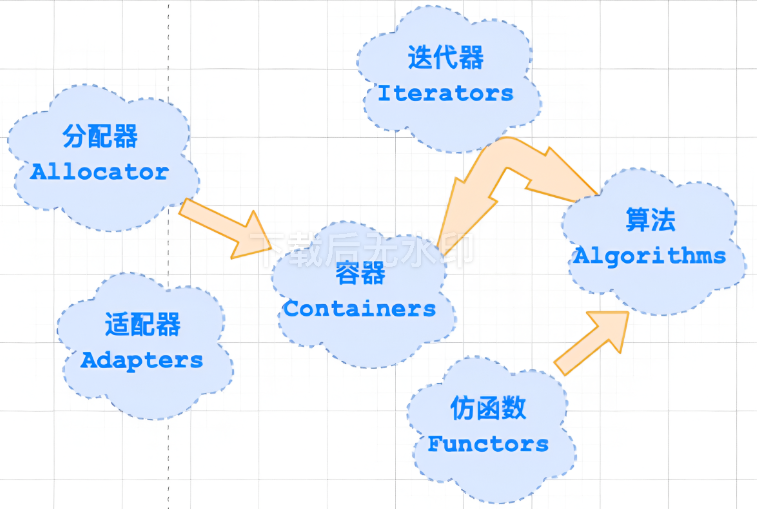 迭代器
Iterators
分配器
Allocator
算法
Algorithms
下载后无水印
容器
Containers
适配器
Adapters
仿函数
Functors